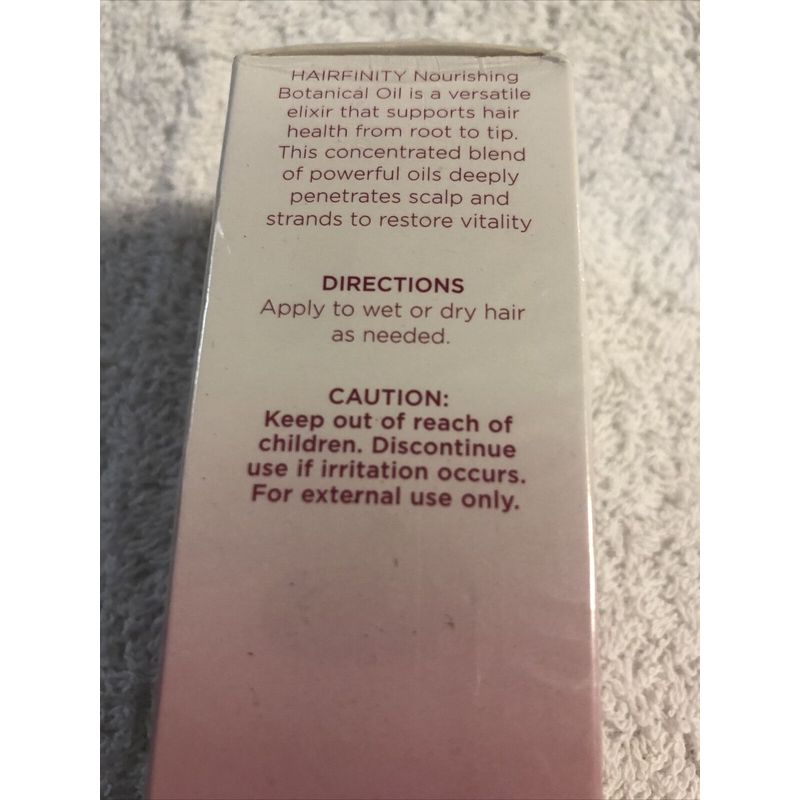 HAIRFINITY Nourishing
Botanical Oil is a versatile
elixir that supports hair
health from root to tip.
This concentrated blend
of powerful oils deeply
penetrates scalp and
strands to restore vitality
DIRECTIONS
Apply to wet or dry hair
as needed.
CAUTION:
Keep out of reach of
children. Discontinue
use if irritation occurs.
For external use only.